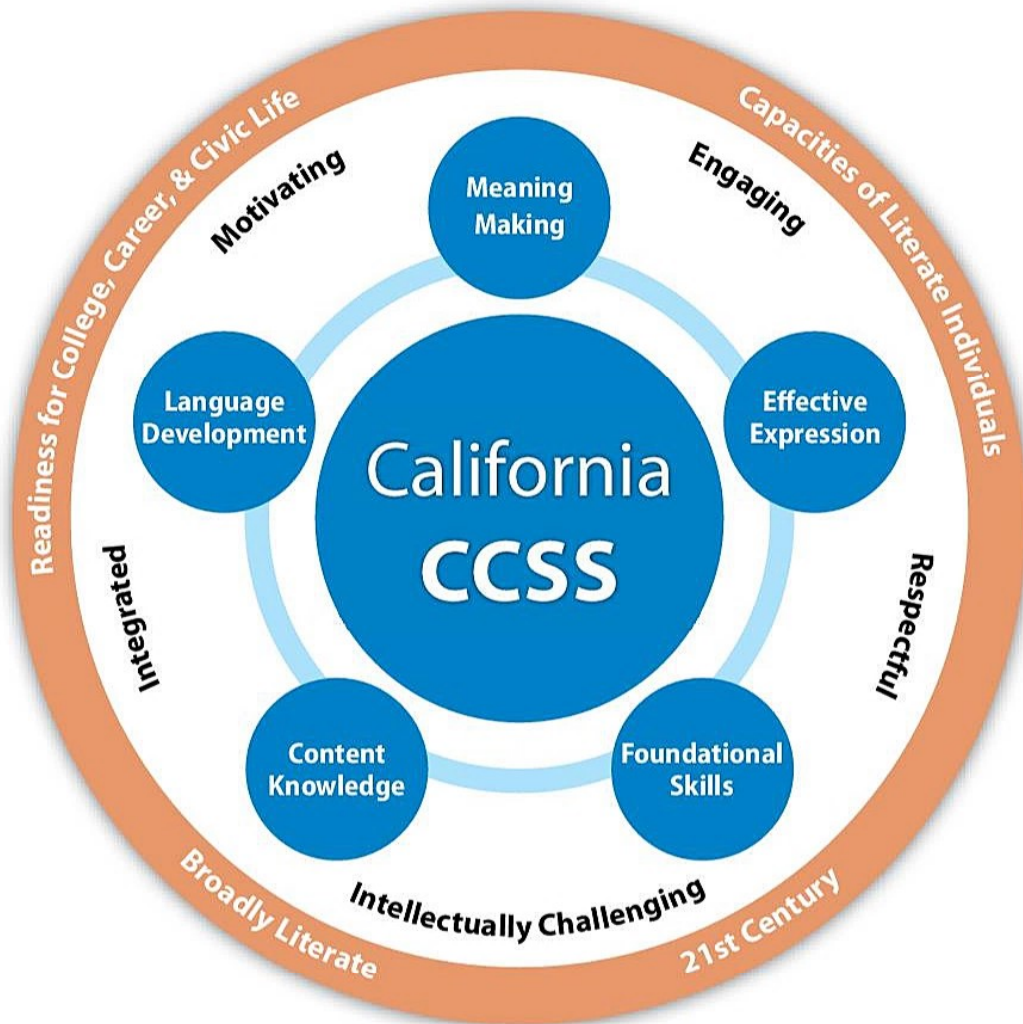 Readiness for College, Career, & Civic Life
Capacities of Literate Individuals
Motivating
Engaging
Meaning
Making
Language
Development
Effective
Expression
California
CCSS
Integrated
Respectful
Content
Knowledge
Foundational
Skills
Intellectually Challenging
Broadly Literate
21st Century